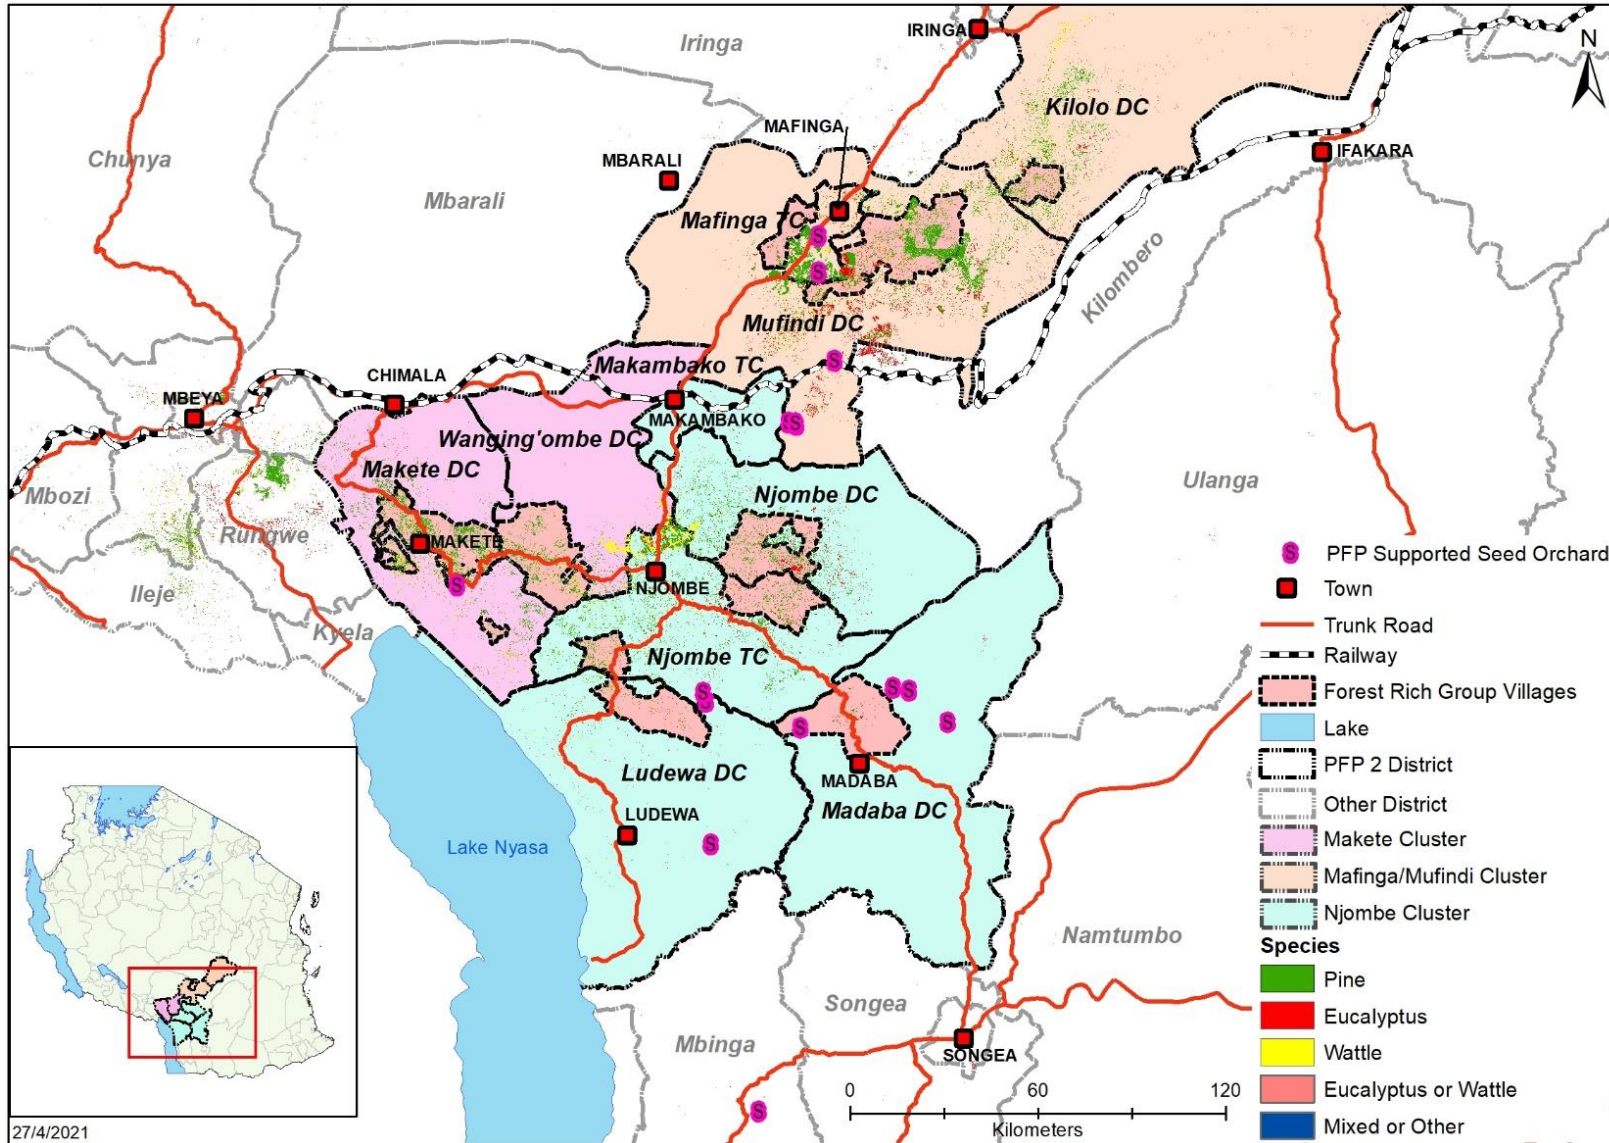 IRINGA
Iringa
N
Kilolo DC
MAFINGA
IFAKARA
Chunya
MBARALI
Mbarali
Mafinga TC
S
S
Kilombero
Mufindi DC
Makambako TC
S
CHIMALA
MBEYA
MAKAMBAKO
S
Wanging'ombe DC
Makete DC
Mbozi
Njombe DC
Ulanga
Rungwe
MAKETE
S
NJOMBE
Ileje
Kyela
Njombe TC
S
S
S
S
S
S
S
Ludewa DC
MADABA
LUDEWA
Madaba DC
Lake Nyasa
S
Namtumbo
Songea
Mbinga
SONGEA
S
0 60 120
Kilometers
27/4/2021
S PFP Supported Seed Orchard
Town
Trunk Road
Railway
Forest Rich Group Villages
Lake
PFP 2 District
Other District
Makete Cluster
Mafinga/Mufindi Cluster
Njombe Cluster
Species
Pine
Eucalyptus
Wattle
Eucalyptus or Wattle
Mixed or Other